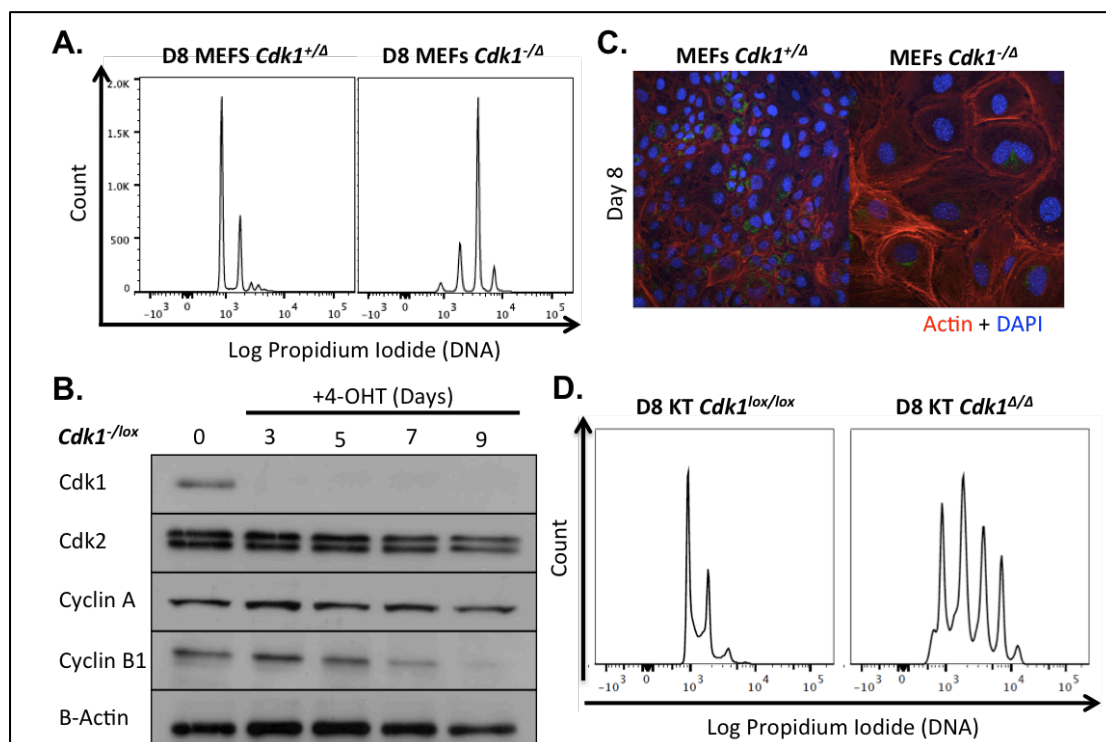 A.
D8 MEFS Cdk1+/Δ
D8 MEFs Cdk1-/Δ
Count
2.0K
1.5K
1.0K
500
0
-10³ 0 10³ 10⁴ 10⁵
-10³ 0 10³ 10⁴ 10⁵
Log Propidium Iodide (DNA)
B.
+4-OHT (Days)
Cdk1-/lox 0 3 5 7 9
Cdk1
Cdk2
Cyclin A
Cyclin B1
B-Actin
C.
MEFs Cdk1+/Δ
MEFs Cdk1-/Δ
Day 8
Actin + DAPI
D.
D8 KT Cdk1lox/lox
D8 KT Cdk1Δ/Δ
Count
-10³ 0 10³ 10⁴ 10⁵
-10³ 0 10³ 10⁴ 10⁵
Log Propidium Iodide (DNA)